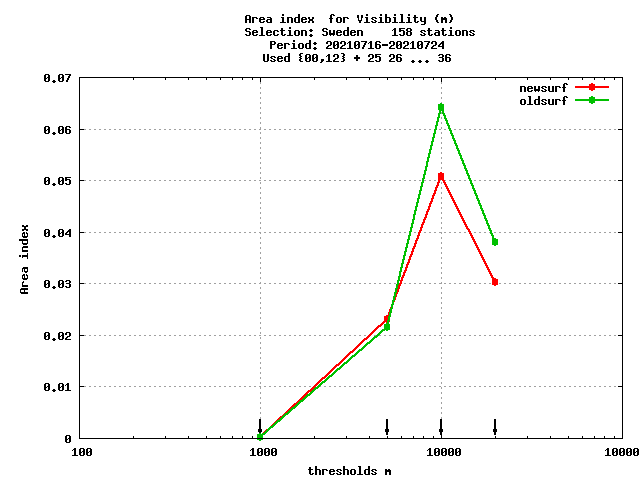 Area index  for Visibility (m)
Selection: Sweden    158 stations
Period: 20210716-20210724
Used {00,12} + 25 26 ... 36
newsurf
oldsurf
0.07
0.06
0.05
0.04
0.03
0.02
0.01
0
Area index
100
1000
10000
10000
thresholds m